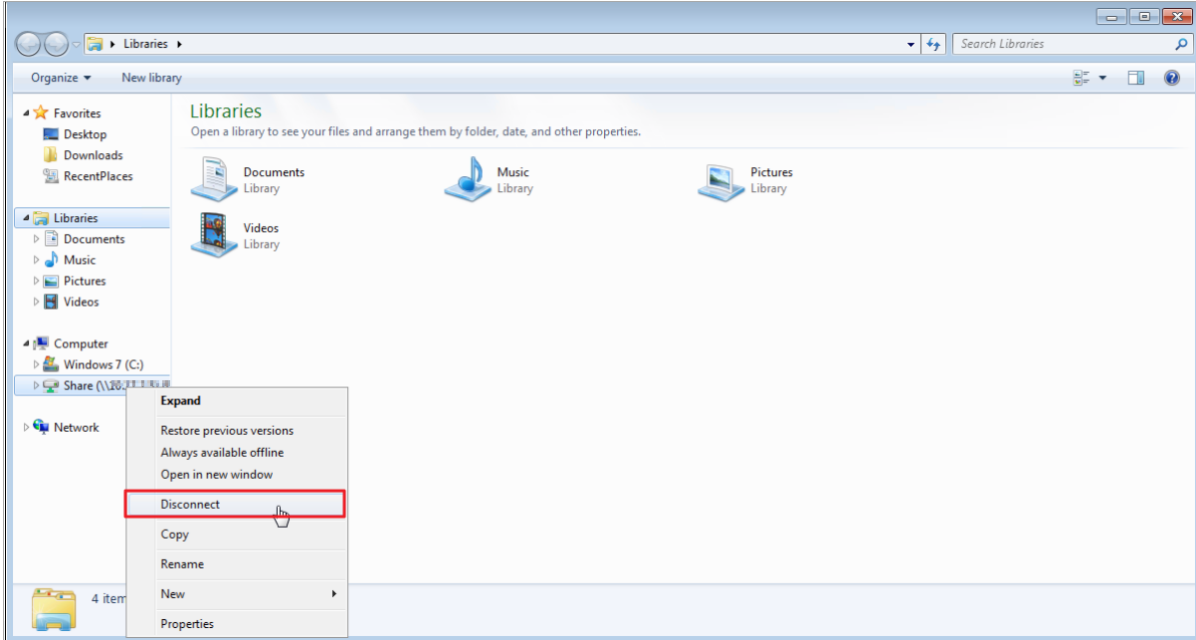 Libraries
Search Libraries
Organize New library
Favorites
Desktop
Downloads
RecentPlaces
Libraries
Documents
Music
Pictures
Videos
Computer
Windows 7 (C:)
Share (\\
Network
Libraries
Open a library to see your files and arrange them by folder, date, and other properties.
Documents
Library
Music
Library
Pictures
Library
Videos
Library
Expand
Restore previous versions
Always available offline
Open in new window
Disconnect
Copy
Rename
New
Properties
4 item